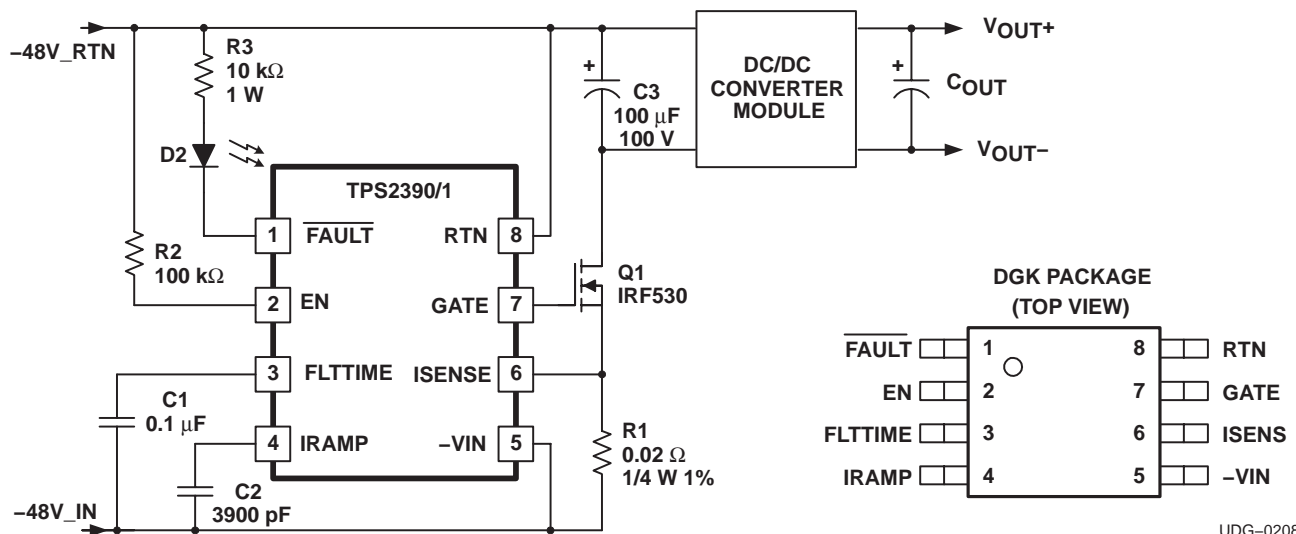 –48V_RTN
R3
10 kΩ
1 W
D2
R2
100 kΩ
C1
0.1 μF
C2
3900 pF
–48V_IN
TPS2390/1
1 FAULT
2 EN
3 FLTTIME
4 IRAMP
RTN 8
GATE 7
ISENSE 6
–VIN 5
+
C3
100 μF
100 V
DC/DC
CONVERTER
MODULE
+
COUT
VOUT+
VOUT–
Q1
IRF530
R1
0.02 Ω
1/4 W 1%
DGK PACKAGE
(TOP VIEW)
FAULT 1 8 RTN
EN 2 7 GATE
FLTTIME 3 6 ISENS
IRAMP 4 5 –VIN
UDG–0208